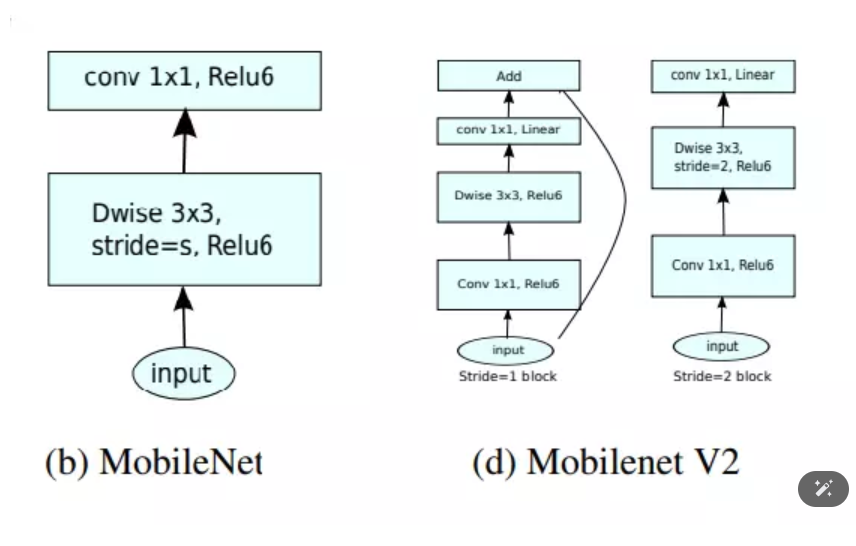 conv 1x1, Relu6
Dwise 3x3,
stride=s, Relu6
input
(b) MobileNet
Add
conv 1x1, Linear
Dwise 3x3, Relu6
Conv 1x1, Relu6
input
Stride=1 block
conv 1x1, Linear
Dwise 3x3,
stride=2, Relu6
Conv 1x1, Relu6
input
Stride=2 block
(d) Mobilenet V2